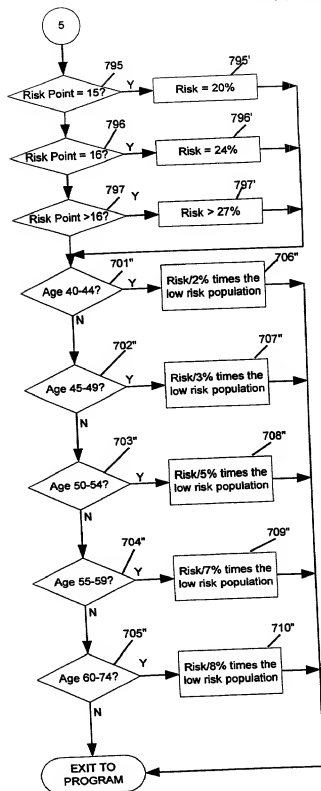 5
795
795'
Risk Point = 15?
Y
Risk = 20%
796
796'
Risk Point = 16?
Y
Risk = 24%
797
797'
Risk Point >16?
Y
Risk > 27%
701"
706"
Age 40-44?
Y
Risk/2% times the
low risk population
N
702"
707"
Age 45-49?
Y
Risk/3% times the
low risk population
N
703"
708"
Age 50-54?
Y
Risk/5% times the
low risk population
N
704"
709"
Age 55-59?
Y
Risk/7% times the
low risk population
N
705"
710"
Age 60-74?
Y
Risk/8% times the
low risk population
N
EXIT TO
PROGRAM